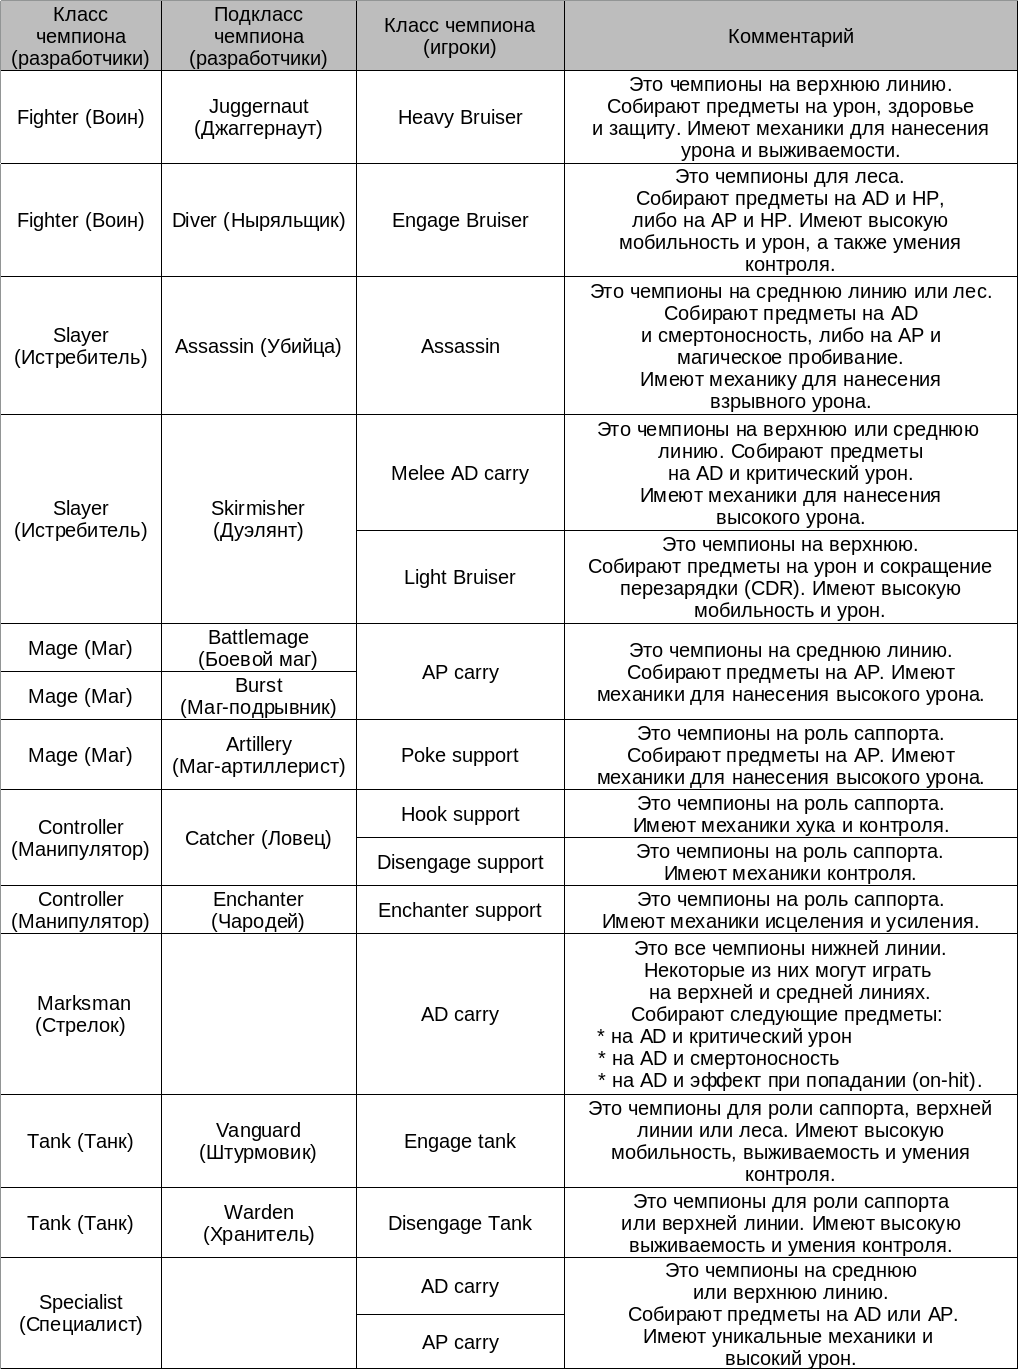 Класс
чемпиона
(разработчики)
Подкласс
чемпиона
(разработчики)
Класс чемпиона
(игроки)
Комментарий
Fighter (Воин)
Juggernaut
(Джаггернаут)
Heavy Bruiser
Это чемпионы на верхнюю линию.
Собирают предметы на урон, здоровье
и защиту. Имеют механики для нанесения
урона и выживаемости.
Fighter (Воин)
Diver (Ныряльщик)
Engage Bruiser
Это чемпионы для леса.
Собирают предметы на AD и HP,
либо на AP и HP. Имеют высокую
мобильность и урон, а также умения
контроля.
Slayer
(Истребитель)
Assassin (Убийца)
Assassin
Это чемпионы на среднюю линию или лес.
Собирают предметы на AD
и смертоносность, либо на AP и
магическое пробивание.
Имеют механику для нанесения
взрывного урона.
Slayer
(Истребитель)
Skirmisher
(Дуэлянт)
Melee AD carry
Это чемпионы на верхнюю или среднюю
линию. Собирают предметы
на AD и критический урон.
Имеют механики для нанесения
высокого урона.
Light Bruiser
Это чемпионы на верхнюю.
Собирают предметы на урон и сокращение
перезарядки (CDR). Имеют высокую
мобильность и урон.
Mage (Маг)
Battlemage
(Боевой маг)
AP carry
Это чемпионы на среднюю линию.
Собирают предметы на AP. Имеют
механики для нанесения высокого урона.
Mage (Маг)
Burst
(Маг-подрывник)
Mage (Маг)
Artillery
(Маг-артиллерист)
Poke support
Это чемпионы на роль саппорта.
Собирают предметы на AP. Имеют
механики для нанесения высокого урона.
Controller
(Манипулятор)
Catcher (Ловец)
Hook support
Это чемпионы на роль саппорта.
Имеют механики хука и контроля.
Disengage support
Это чемпионы на роль саппорта.
Имеют механики контроля.
Controller
(Манипулятор)
Enchanter
(Чародей)
Enchanter support
Это чемпионы на роль саппорта.
Имеют механики исцеления и усиления.
Marksman
(Стрелок)
AD carry
Это все чемпионы нижней линии.
Некоторые из них могут играть
на верхней и средней линиях.
Собирают следующие предметы:
* на AD и критический урон
* на AD и смертоносность
* на AD и эффект при попадании (on-hit).
Tank (Танк)
Vanguard
(Штурмовик)
Engage tank
Это чемпионы для роли саппорта, верхней
линии или леса. Имеют высокую
мобильность, выживаемость и умения
контроля.
Tank (Танк)
Warden
(Хранитель)
Disengage Tank
Это чемпионы для роли саппорта
или верхней линии. Имеют высокую
выживаемость и умения контроля.
Specialist
(Специалист)
AD carry
AP carry
Это чемпионы на среднюю
или верхнюю линию.
Собирают предметы на AD или AP.
Имеют уникальные механики и
высокий урон.